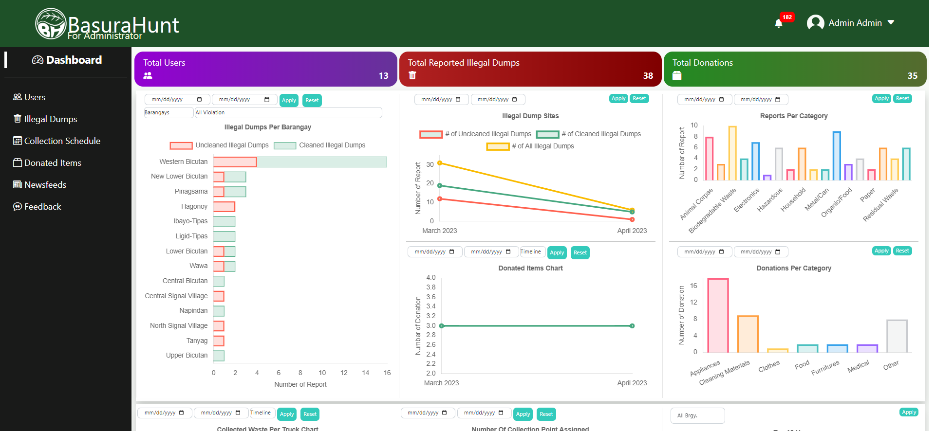 BasuraHunt
For Administrator
182
Admin Admin
Dashboard
Users
Illegal Dumps
Collection Schedule
Donated Items
Newsfeeds
Feedback
Total Users
13
Total Reported Illegal Dumps
38
Total Donations
35
mm/dd/yyyy mm/dd/yyyy Apply Reset
Barangays All Violation
Illegal Dumps Per Barangay
Uncleaned Illegal Dumps Cleaned Illegal Dumps
Western Bicutan
New Lower Bicutan
Pinagsama
Hagonoy
Ibayo-Tipas
Ligid-Tipas
Lower Bicutan
Wawa
Central Bicutan
Central Signal Village
Napindan
North Signal Village
Tanyag
Upper Bicutan
0 2 4 6 8 10 12 14 16
Number of Report
mm/dd/yyyy mm/dd/yyyy Apply Reset
Illegal Dump Sites
# of Uncleaned Illegal Dumps # of Cleaned Illegal Dumps
# of All Illegal Dumps
Number of Report
30
20
10
0
March 2023 April 2023
mm/dd/yyyy mm/dd/yyyy Timeline Apply Reset
Donated Items Chart
Number of Donation
4.0
3.8
3.6
3.4
3.2
3.0
2.8
2.6
2.4
2.2
2.0
March 2023 April 2023
mm/dd/yyyy mm/dd/yyyy Apply Reset
Reports Per Category
Number of Report
10
8
6
4
2
0
Animal Corpse
Biodegradable Waste
Electronics
Hazardous
Household
Metal/Can
Organic/Food
Paper
Residual Waste
mm/dd/yyyy mm/dd/yyyy Apply Reset
Donations Per Category
Number of Donation
16
12
8
4
0
Appliances
Cleaning Materials
Clothes
Food
Furnitures
Medical
Other
mm/dd/yyyy mm/dd/yyyy Timeline Apply Reset
Collected Waste Per Truck Chart
mm/dd/yyyy mm/dd/yyyy Apply Reset
Number Of Collection Point Assigned
All Brgy. Apply